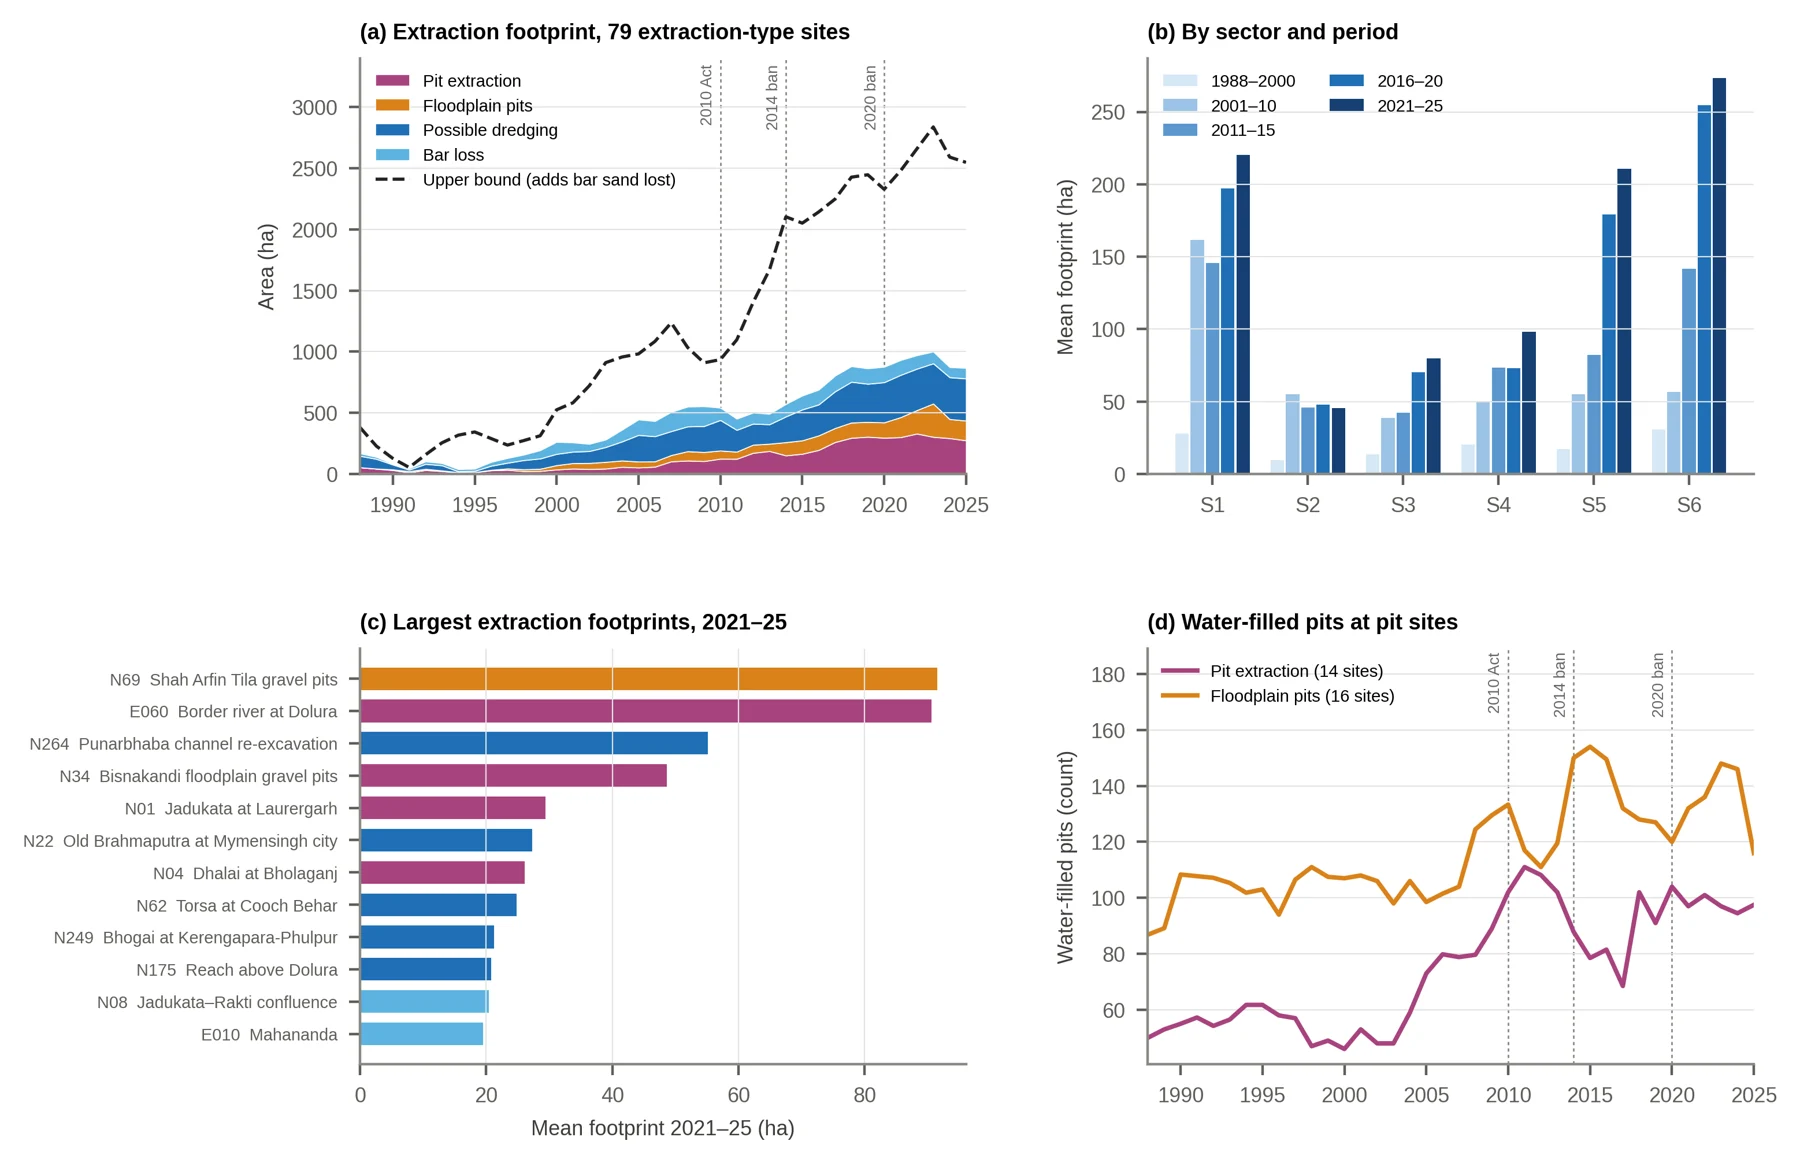 (a) Extraction footprint, 79 extraction-type sites
Pit extraction
Floodplain pits
Possible dredging
Bar loss
Upper bound (adds bar sand lost)
2010 Act
2014 ban
2020 ban
Area (ha)
3000
2500
2000
1500
1000
500
0
1990 1995 2000 2005 2010 2015 2020 2025
(b) By sector and period
1988–2000
2001–10
2011–15
2016–20
2021–25
Mean footprint (ha)
250
200
150
100
50
0
S1 S2 S3 S4 S5 S6
(c) Largest extraction footprints, 2021–25
N69 Shah Arfin Tila gravel pits
E060 Border river at Dolura
N264 Punarbhaba channel re-excavation
N34 Bisnakandi floodplain gravel pits
N01 Jadukata at Laurergarh
N22 Old Brahmaputra at Mymensingh city
N04 Dhalai at Bholaganj
N62 Torsa at Cooch Behar
N249 Bhogai at Kerengapara-Phulpur
N175 Reach above Dolura
N08 Jadukata–Rakti confluence
E010 Mahananda
0 20 40 60 80
Mean footprint 2021–25 (ha)
(d) Water-filled pits at pit sites
Pit extraction (14 sites)
Floodplain pits (16 sites)
2010 Act
2014 ban
2020 ban
Water-filled pits (count)
180
160
140
120
100
80
60
1990 1995 2000 2005 2010 2015 2020 2025